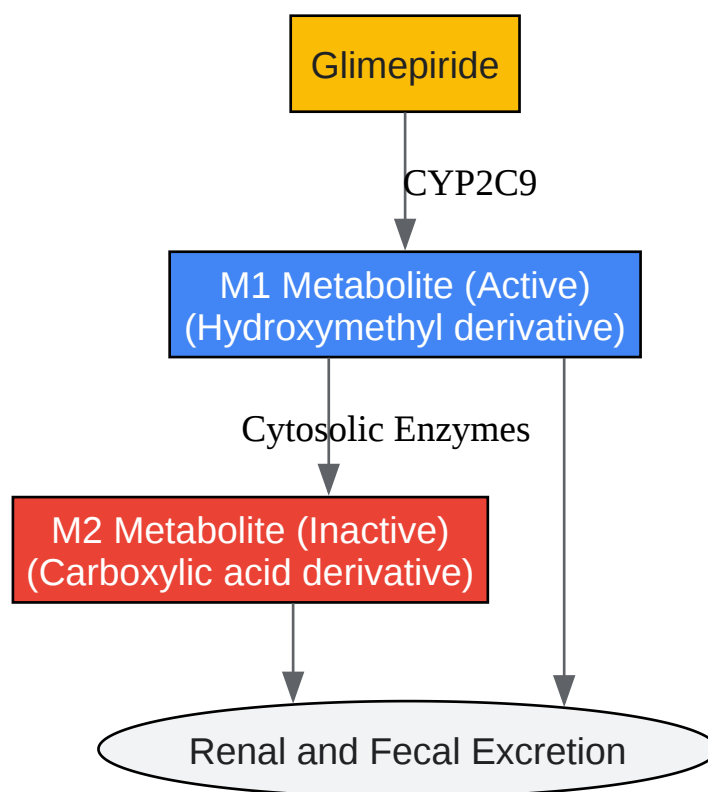 Glimepiride
CYP2C9
M1 Metabolite (Active)
(Hydroxymethyl derivative)
Cytosolic Enzymes
M2 Metabolite (Inactive)
(Carboxylic acid derivative)
Renal and Fecal Excretion